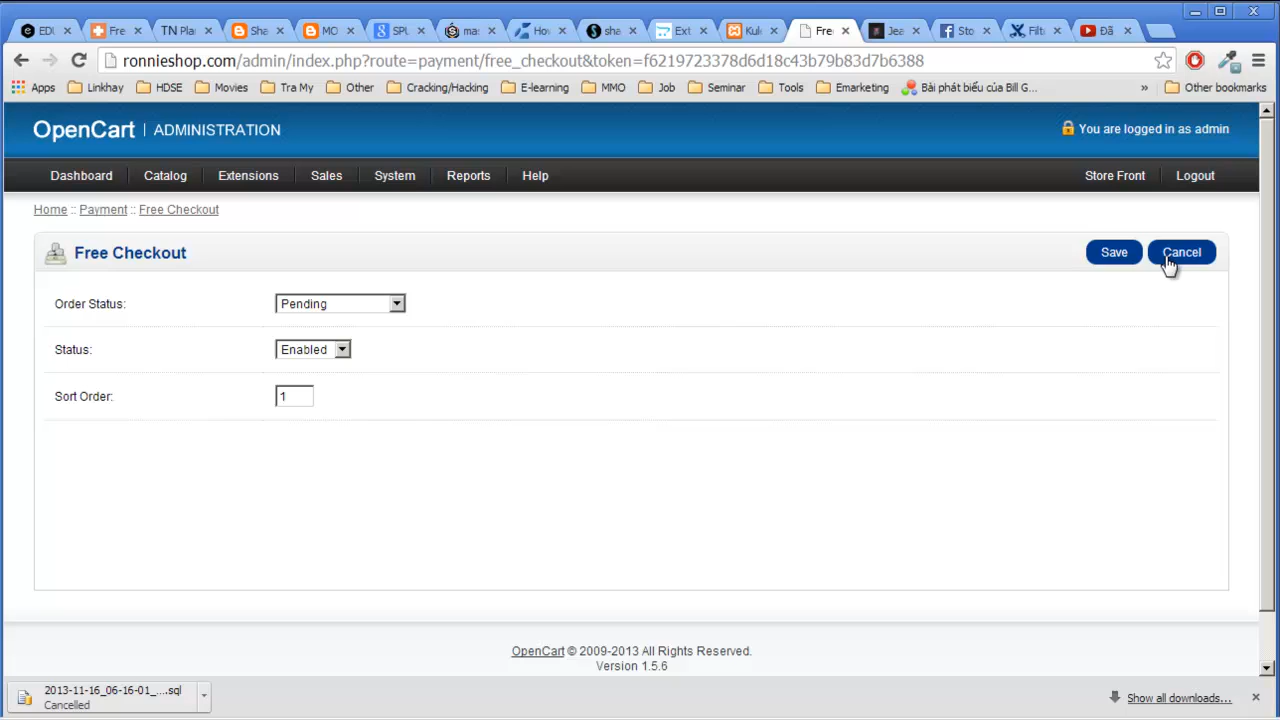 EDU
Free
TN Pla
Sha
MO
SPL
ma
Hov
sha
Ext
Kul
Fre
Jea
Sto
Filt
Đã
ronnieshop.com/admin/index.php?route=payment/free_checkout&token=f6219723378d6d18c43b79b83d7b6388
Apps
Linkhay
HDSE
Movies
Tra My
Other
Cracking/Hacking
E-learning
MMO
Job
Seminar
Tools
Emarketing
Bài phát biểu của Bill G...
»
Other bookmarks
OpenCart | ADMINISTRATION
You are logged in as admin
Dashboard
Catalog
Extensions
Sales
System
Reports
Help
Store Front
Logout
Home :: Payment :: Free Checkout
Free Checkout
Save
Cancel
Order Status:
Pending
Status:
Enabled
Sort Order:
1
OpenCart © 2009-2013 All Rights Reserved.
Version 1.5.6
2013-11-16_06-16-01_....sql
Cancelled
Show all downloads...